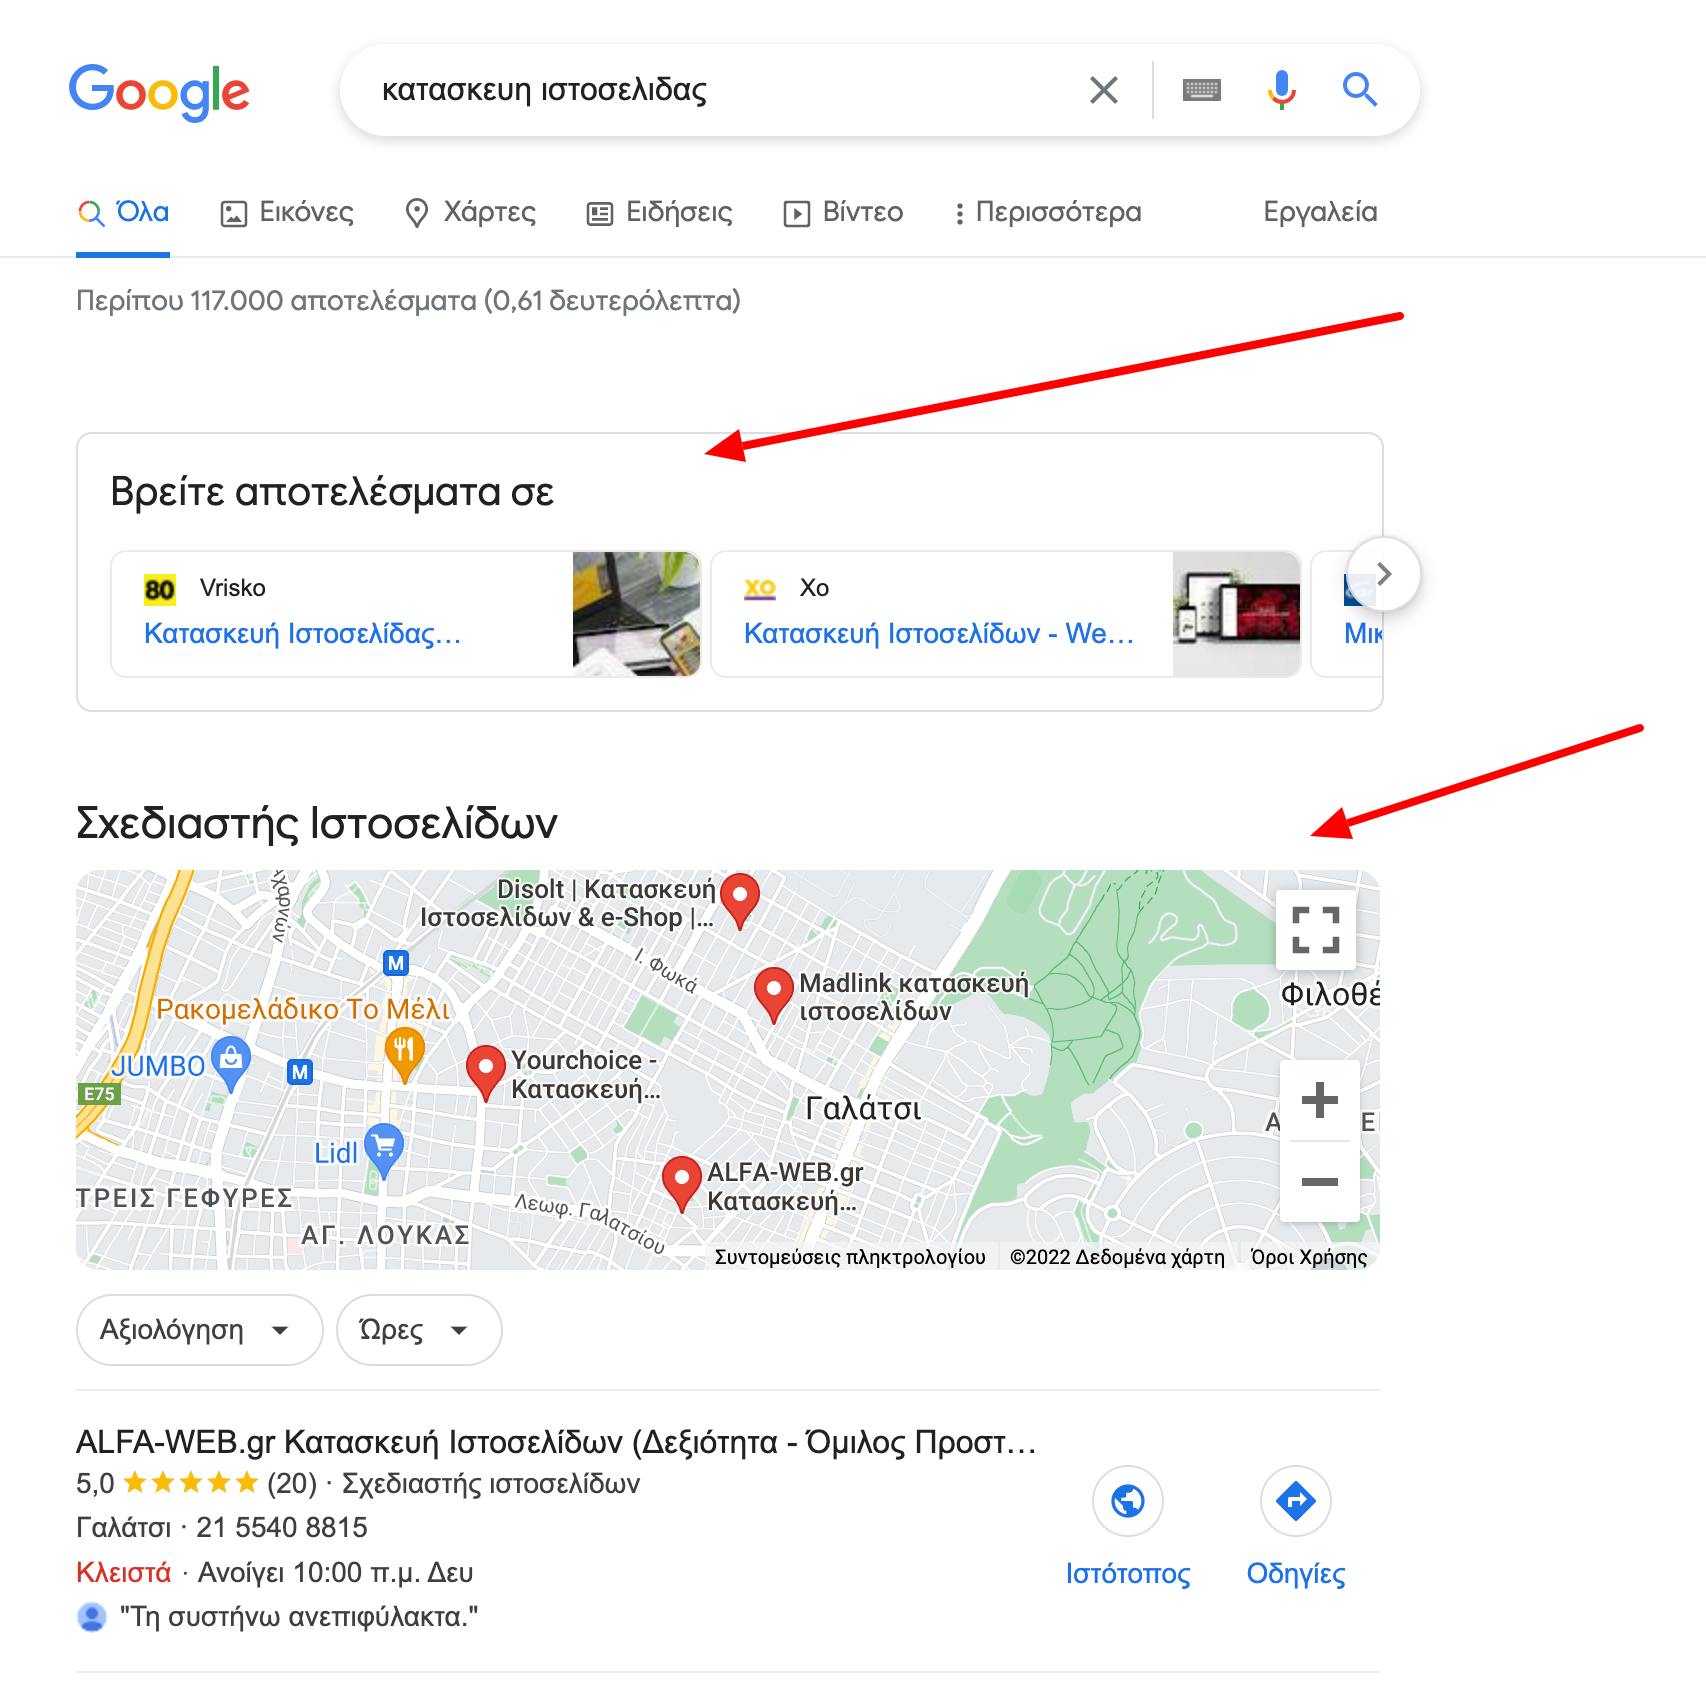 Google
κατασκευη ιστοσελιδας
Όλα
Εικόνες
Χάρτες
Ειδήσεις
Βίντεο
Περισσότερα
Εργαλεία
Περίπου 117.000 αποτελέσματα (0,61 δευτερόλεπτα)
Βρείτε αποτελέσματα σε
80
Vrisko
Κατασκευή Ιστοσελίδας...
XO
Xo
Κατασκευή Ιστοσελίδων - We...
Μικ
Σχεδιαστής Ιστοσελίδων
Αχαρνών
Disolt | Κατασκευή
Ιστοσελίδων & e-Shop |...
Ι. Φωκά
M
Madlink κατασκευή
ιστοσελίδων
Φιλοθέ
Ρακομελάδικο Το Μέλι
JUMBO
M
Yourchoice -
Κατασκευή...
E75
Γαλάτσι
Lidl
ALFA-WEB.gr
Κατασκευή...
ΤΡΕΙΣ ΓΕΦΥΡΕΣ
Λεωφ. Γαλατσίου
ΑΓ. ΛΟΥΚΑΣ
Συντομεύσεις πληκτρολογίου
©2022 Δεδομένα χάρτη
Όροι Χρήσης
Αξιολόγηση
Ώρες
ALFA-WEB.gr Κατασκευή Ιστοσελίδων (Δεξιότητα - Όμιλος Προστ...
5,0 ★★★★★ (20) · Σχεδιαστής ιστοσελίδων
Γαλάτσι · 21 5540 8815
Κλειστά · Ανοίγει 10:00 π.μ. Δευ
"Τη συστήνω ανεπιφύλακτα."
Ιστότοπος
Οδηγίες